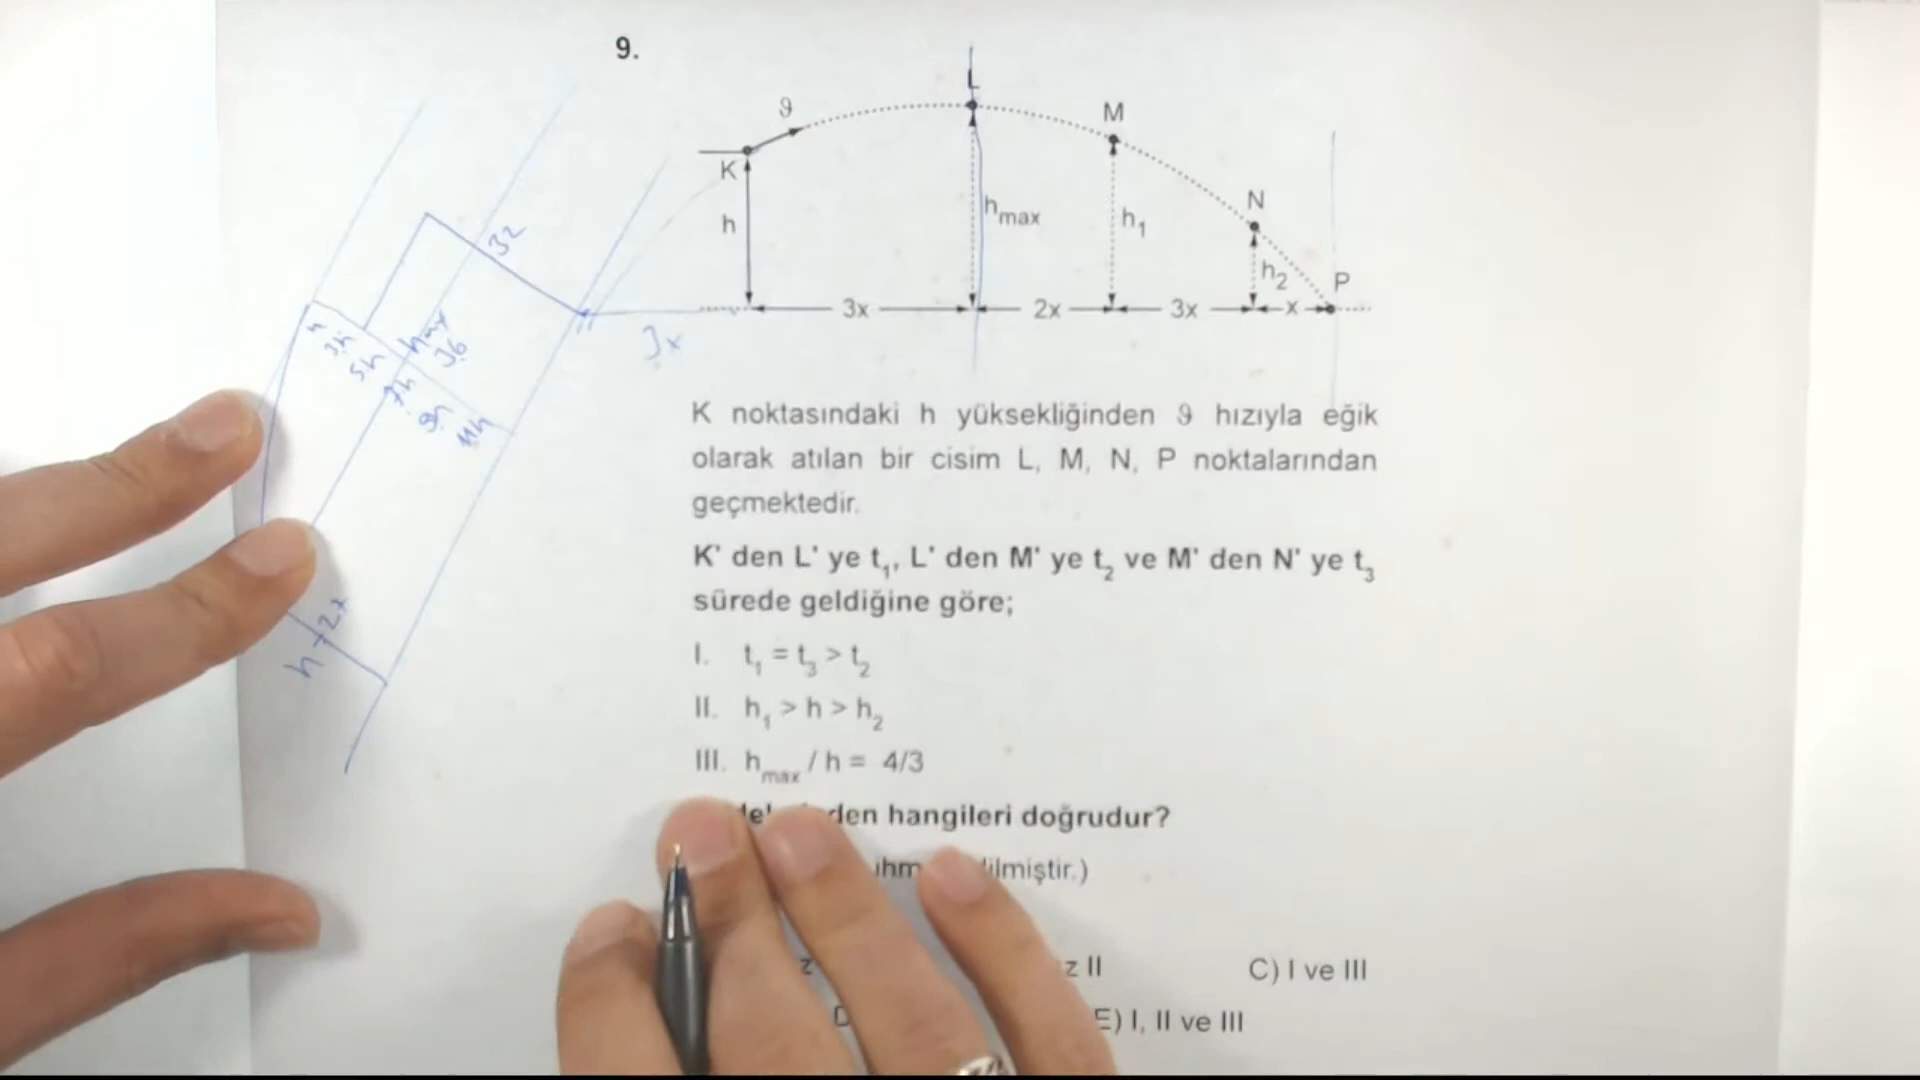 9.
L
ϑ
M
K
N
h
hmax
h₁
h₂
P
3x
2x
3x
x
3x
32
hmax
36
h
3h
5h
7h
9h
11h
h
2x
K noktasındaki h yüksekliğinden ϑ hızıyla eğik
olarak atılan bir cisim L, M, N, P noktalarından
geçmektedir.
K' den L' ye t₁, L' den M' ye t₂ ve M' den N' ye t₃
sürede geldiğine göre;
I. t₁ = t₃ > t₂
II. h₁ > h > h₂
III. hmax / h = 4/3
den hangileri doğrudur?
ihm ilmiştir.)
z z II C) I ve III
D E) I, II ve III